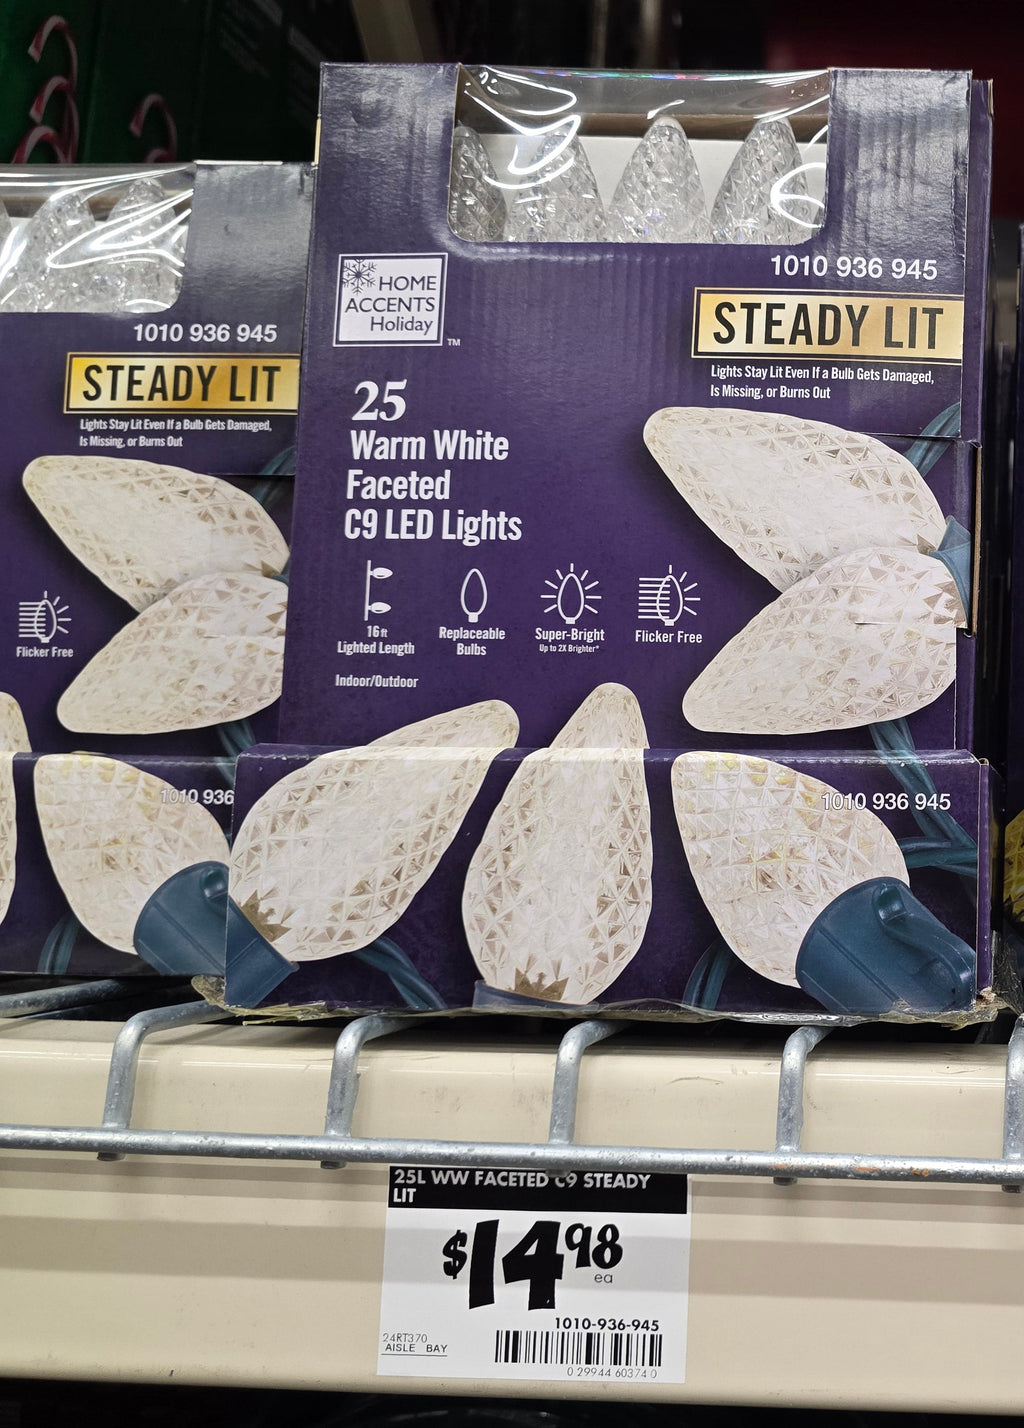 1010 936 945
STEADY LIT
Lights Stay Lit Even If a Bulb Gets Damaged,
Is Missing, or Burns Out
HOME
ACCENTS
Holiday
TM
25
Warm White
Faceted
C9 LED Lights
16 ft
Lighted Length
Replaceable
Bulbs
Super-Bright
Up to 2X Brighter*
Flicker Free
Indoor/Outdoor
1010 936 945
1010 936 945
STEADY LIT
Lights Stay Lit Even If a Bulb Gets Damaged,
Is Missing, or Burns Out
Flicker Free
1010 936
25L WW FACETED C9 STEADY
LIT
$14 98
ea
1010-936-945
24RT370
AISLE BAY
0 29944 60374 0